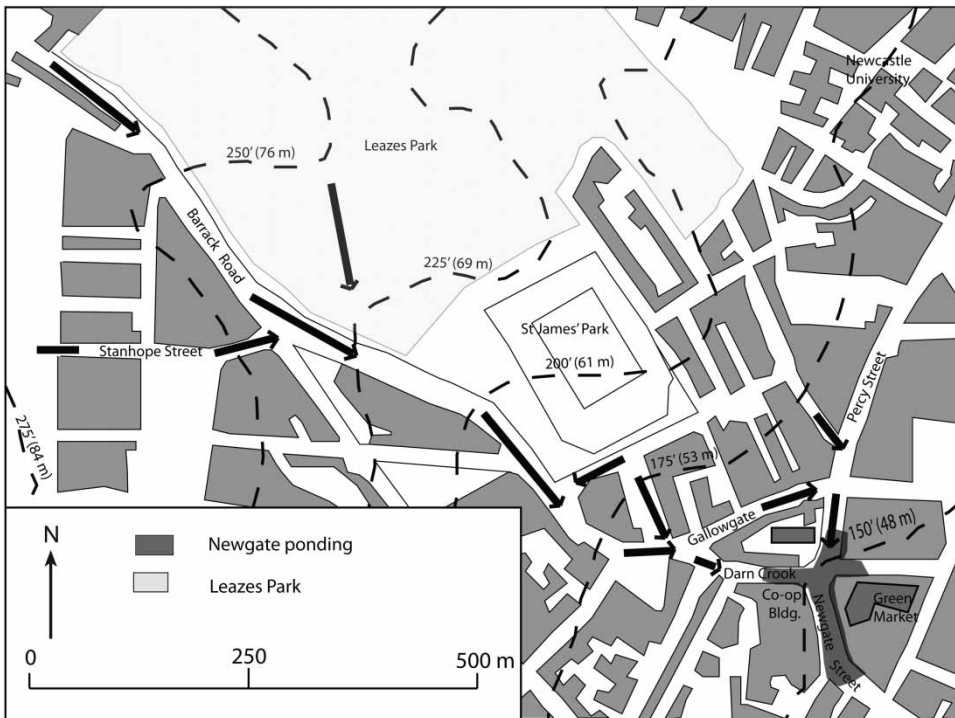 Newcastle
University
Leazes Park
250' (76 m)
Barrack Road
225' (69 m)
St James' Park
Stanhope Street
200' (61 m)
Percy Street
275' (84 m)
175' (53 m)
Gallowgate
150' (48 m)
Darn Crook
Co-op
Bldg.
Newgate Street
Green
Market
N
Newgate ponding
Leazes Park
0 250 500 m